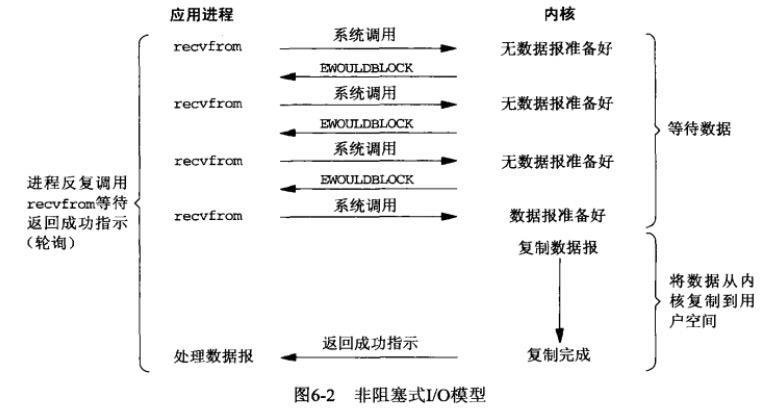 应用进程 内核
recvfrom 系统调用 无数据报准备好
EWOULDBLOCK
recvfrom 系统调用 无数据报准备好
EWOULDBLOCK
recvfrom 系统调用 无数据报准备好
EWOULDBLOCK
recvfrom 系统调用 数据报准备好
等待数据
进程反复调用
recvfrom等待
返回成功指示
(轮询)
复制数据报
将数据从内
核复制到用
户空间
处理数据报 返回成功指示 复制完成
图6-2 非阻塞式I/O模型